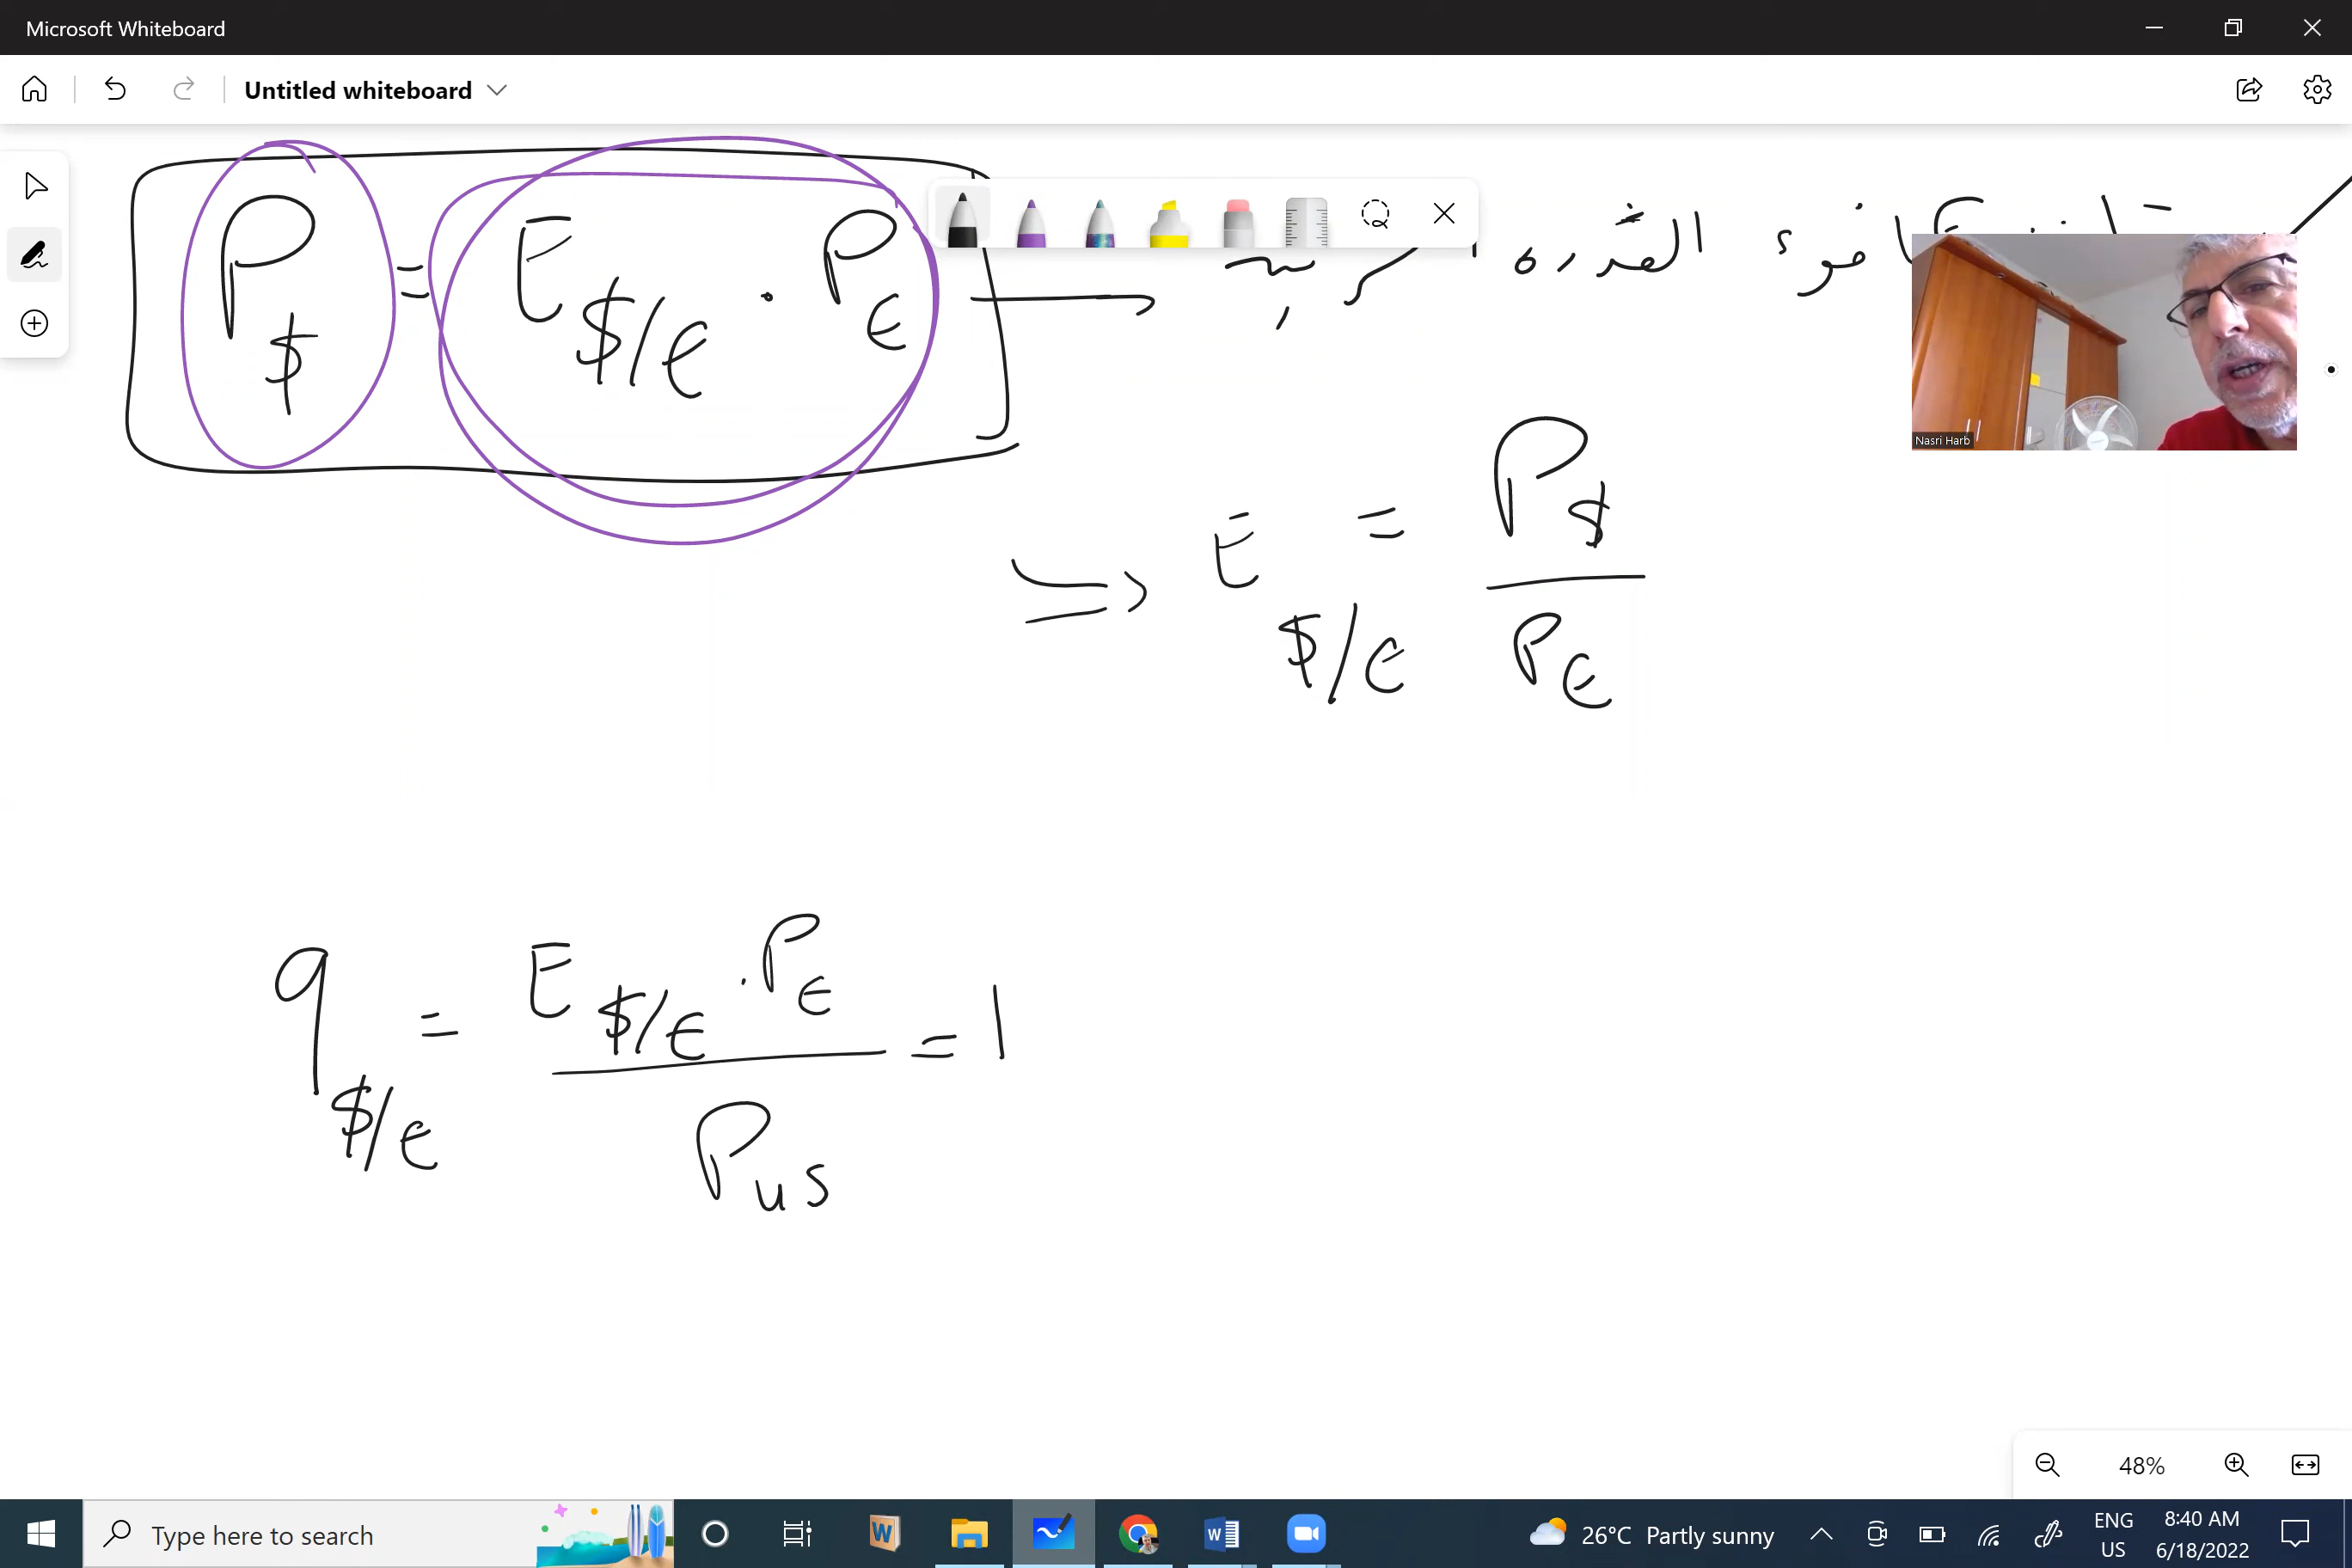 Microsoft Whiteboard
Untitled whiteboard
P$ = E$/€ · P€
القدرة
Nasri Harb
=> E$/€ = P$ / P€
q$/€ = E$/€ · P€ / Pus = 1
48%
Type here to search
26°C Partly sunny
ENG
US
8:40 AM
6/18/2022